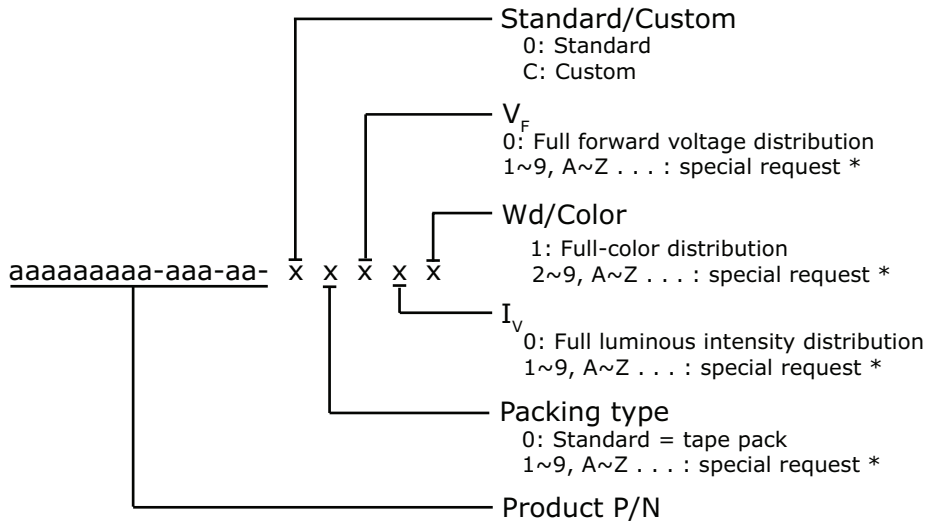 Standard/Custom
0: Standard
C: Custom
VF
0: Full forward voltage distribution
1~9, A~Z . . . : special request *
Wd/Color
1: Full-color distribution
2~9, A~Z . . . : special request *
aaaaaaaaa-aaa-aa- x x x x x
IV
0: Full luminous intensity distribution
1~9, A~Z . . . : special request *
Packing type
0: Standard = tape pack
1~9, A~Z . . . : special request *
Product P/N